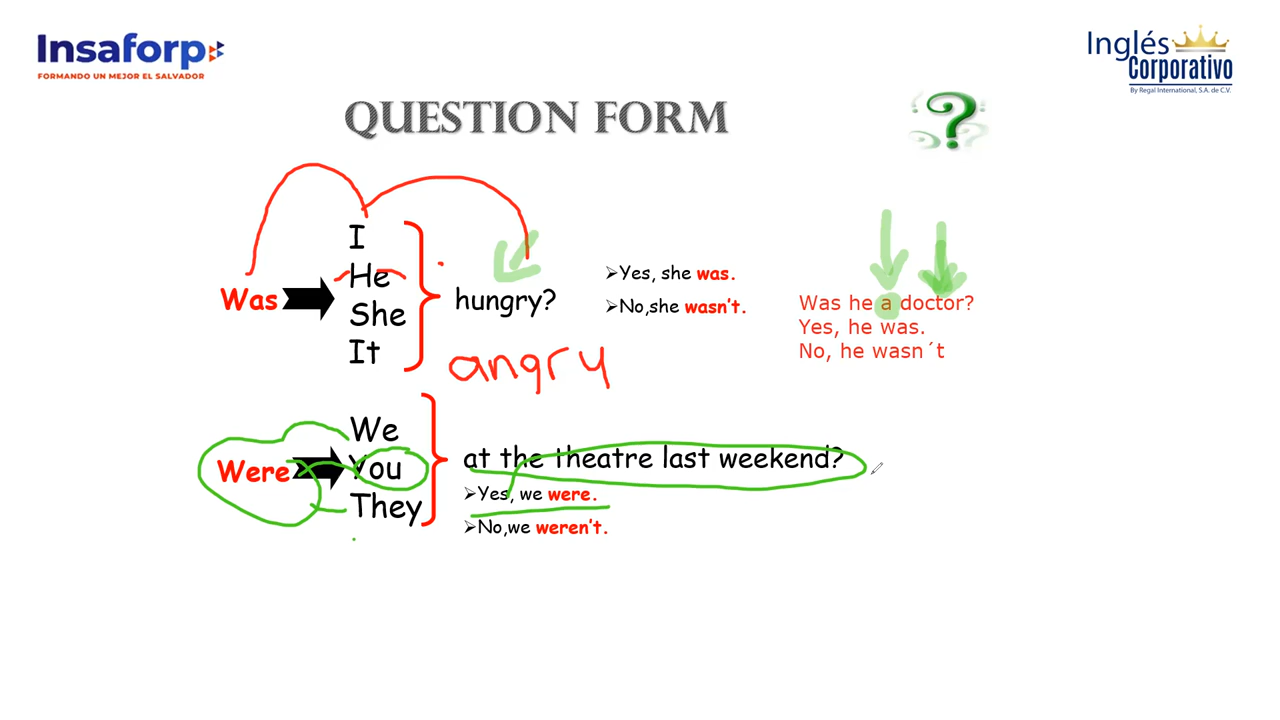 Insaforp
FORMANDO UN MEJOR EL SALVADOR
Inglés
Corporativo
By Regal International, S.A. de C.V.
QUESTION FORM
I
He
She
It
Was
hungry?
angry
➤Yes, she was.
➤No,she wasn't.
Was he a doctor?
Yes, he was.
No, he wasn´t
We
You
They
Were
at the theatre last weekend?
➤Yes, we were.
➤No,we weren't.